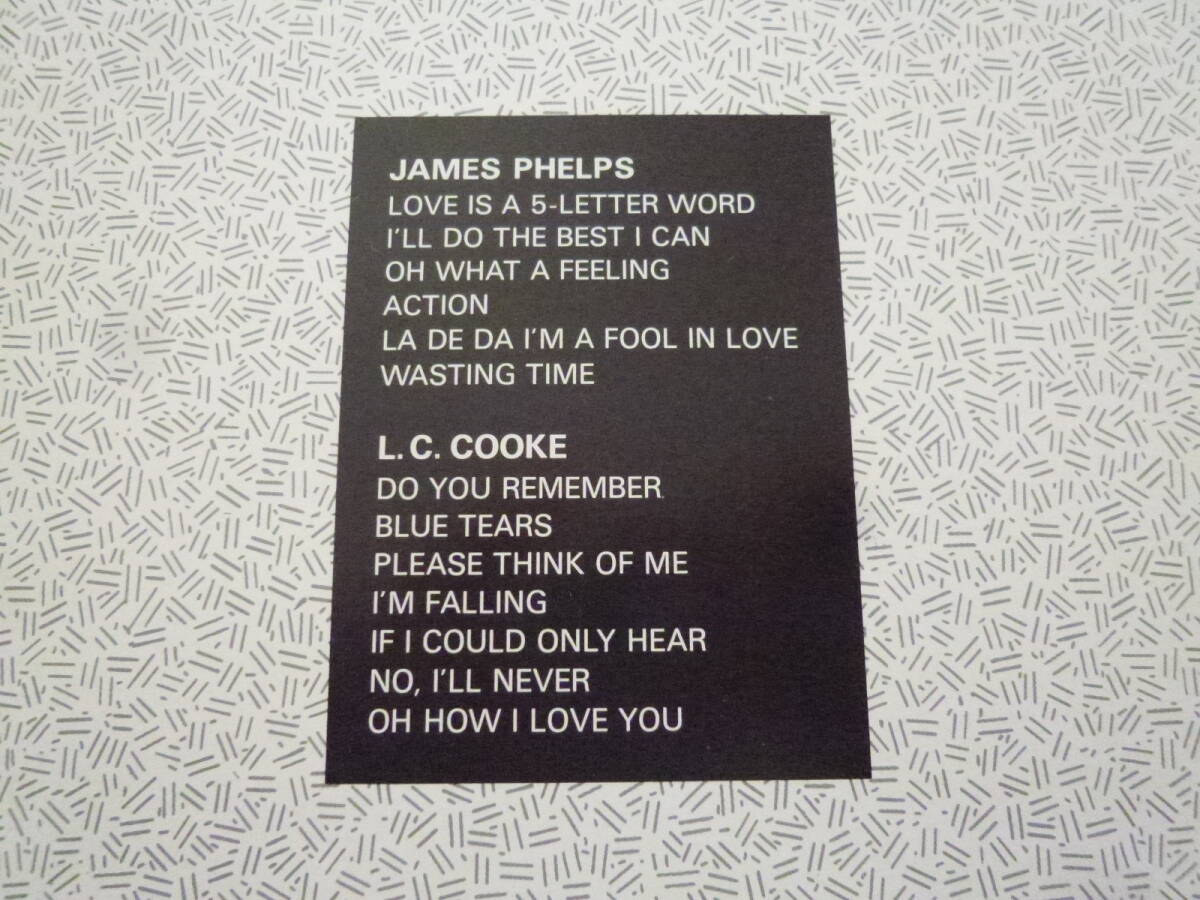 JAMES PHELPS
LOVE IS A 5-LETTER WORD
I'LL DO THE BEST I CAN
OH WHAT A FEELING
ACTION
LA DE DA I'M A FOOL IN LOVE
WASTING TIME
L. C. COOKE
DO YOU REMEMBER
BLUE TEARS
PLEASE THINK OF ME
I'M FALLING
IF I COULD ONLY HEAR
NO, I'LL NEVER
OH HOW I LOVE YOU